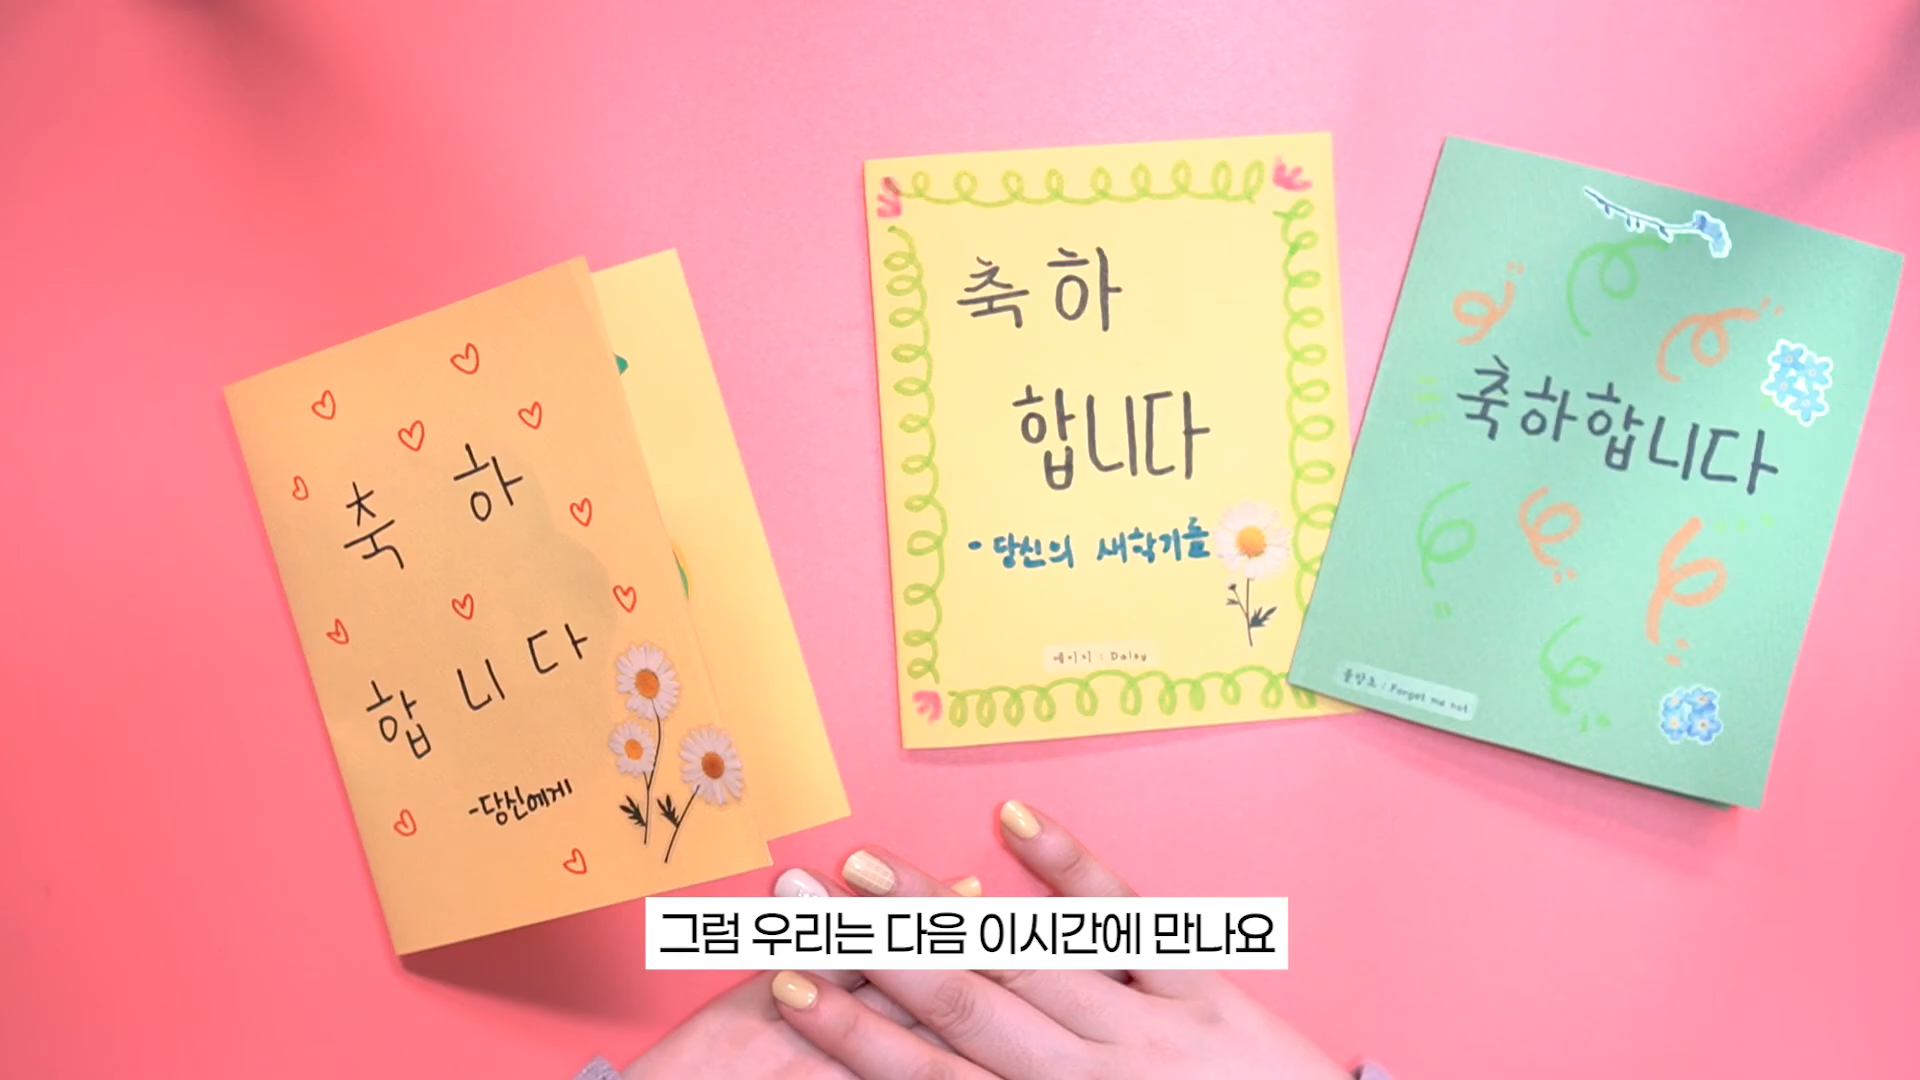 축 하
합 니 다
-당신에게
축 하
합니다
- 당신의 새학기를
데이지 : Daisy
축하합니다
물망초 : Forget me not
그럼 우리는 다음 이시간에 만나요